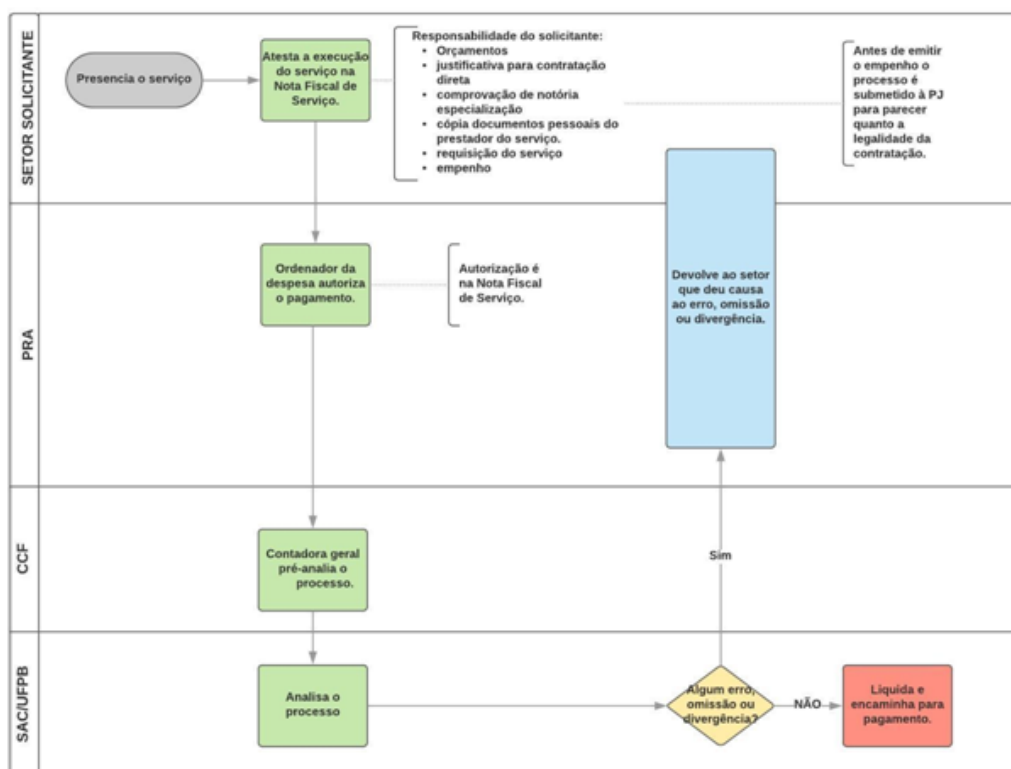 SETOR SOLICITANTE
Presencia o serviço
Atesta a execução
do serviço na
Nota Fiscal de
Serviço.
Responsabilidade do solicitante:
• Orçamentos
• justificativa para contratação
direta
• comprovação de notória
especialização
• cópia documentos pessoais do
prestador do serviço.
• requisição do serviço
• empenho
Antes de emitir
o empenho o
processo é
submetido à PJ
para parecer
quanto a
legalidade da
contratação.
PRA
Ordenador da
despesa autoriza
o pagamento.
Autorização é
na Nota Fiscal
de Serviço.
Devolve ao setor
que deu causa
ao erro, omissão
ou divergência.
CCF
Contadora geral
pré-analia o
processo.
Sim
SAC/UFPB
Analisa o
processo
Algum erro,
omissão ou
divergência?
NÃO
Liquida e
encaminha para
pagamento.